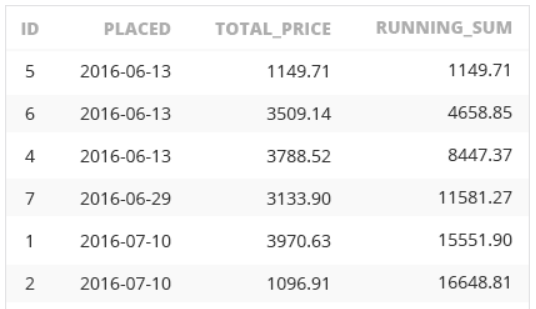 ID PLACED TOTAL_PRICE RUNNING_SUM
5 2016-06-13 1149.71 1149.71
6 2016-06-13 3509.14 4658.85
4 2016-06-13 3788.52 8447.37
7 2016-06-29 3133.90 11581.27
1 2016-07-10 3970.63 15551.90
2 2016-07-10 1096.91 16648.81